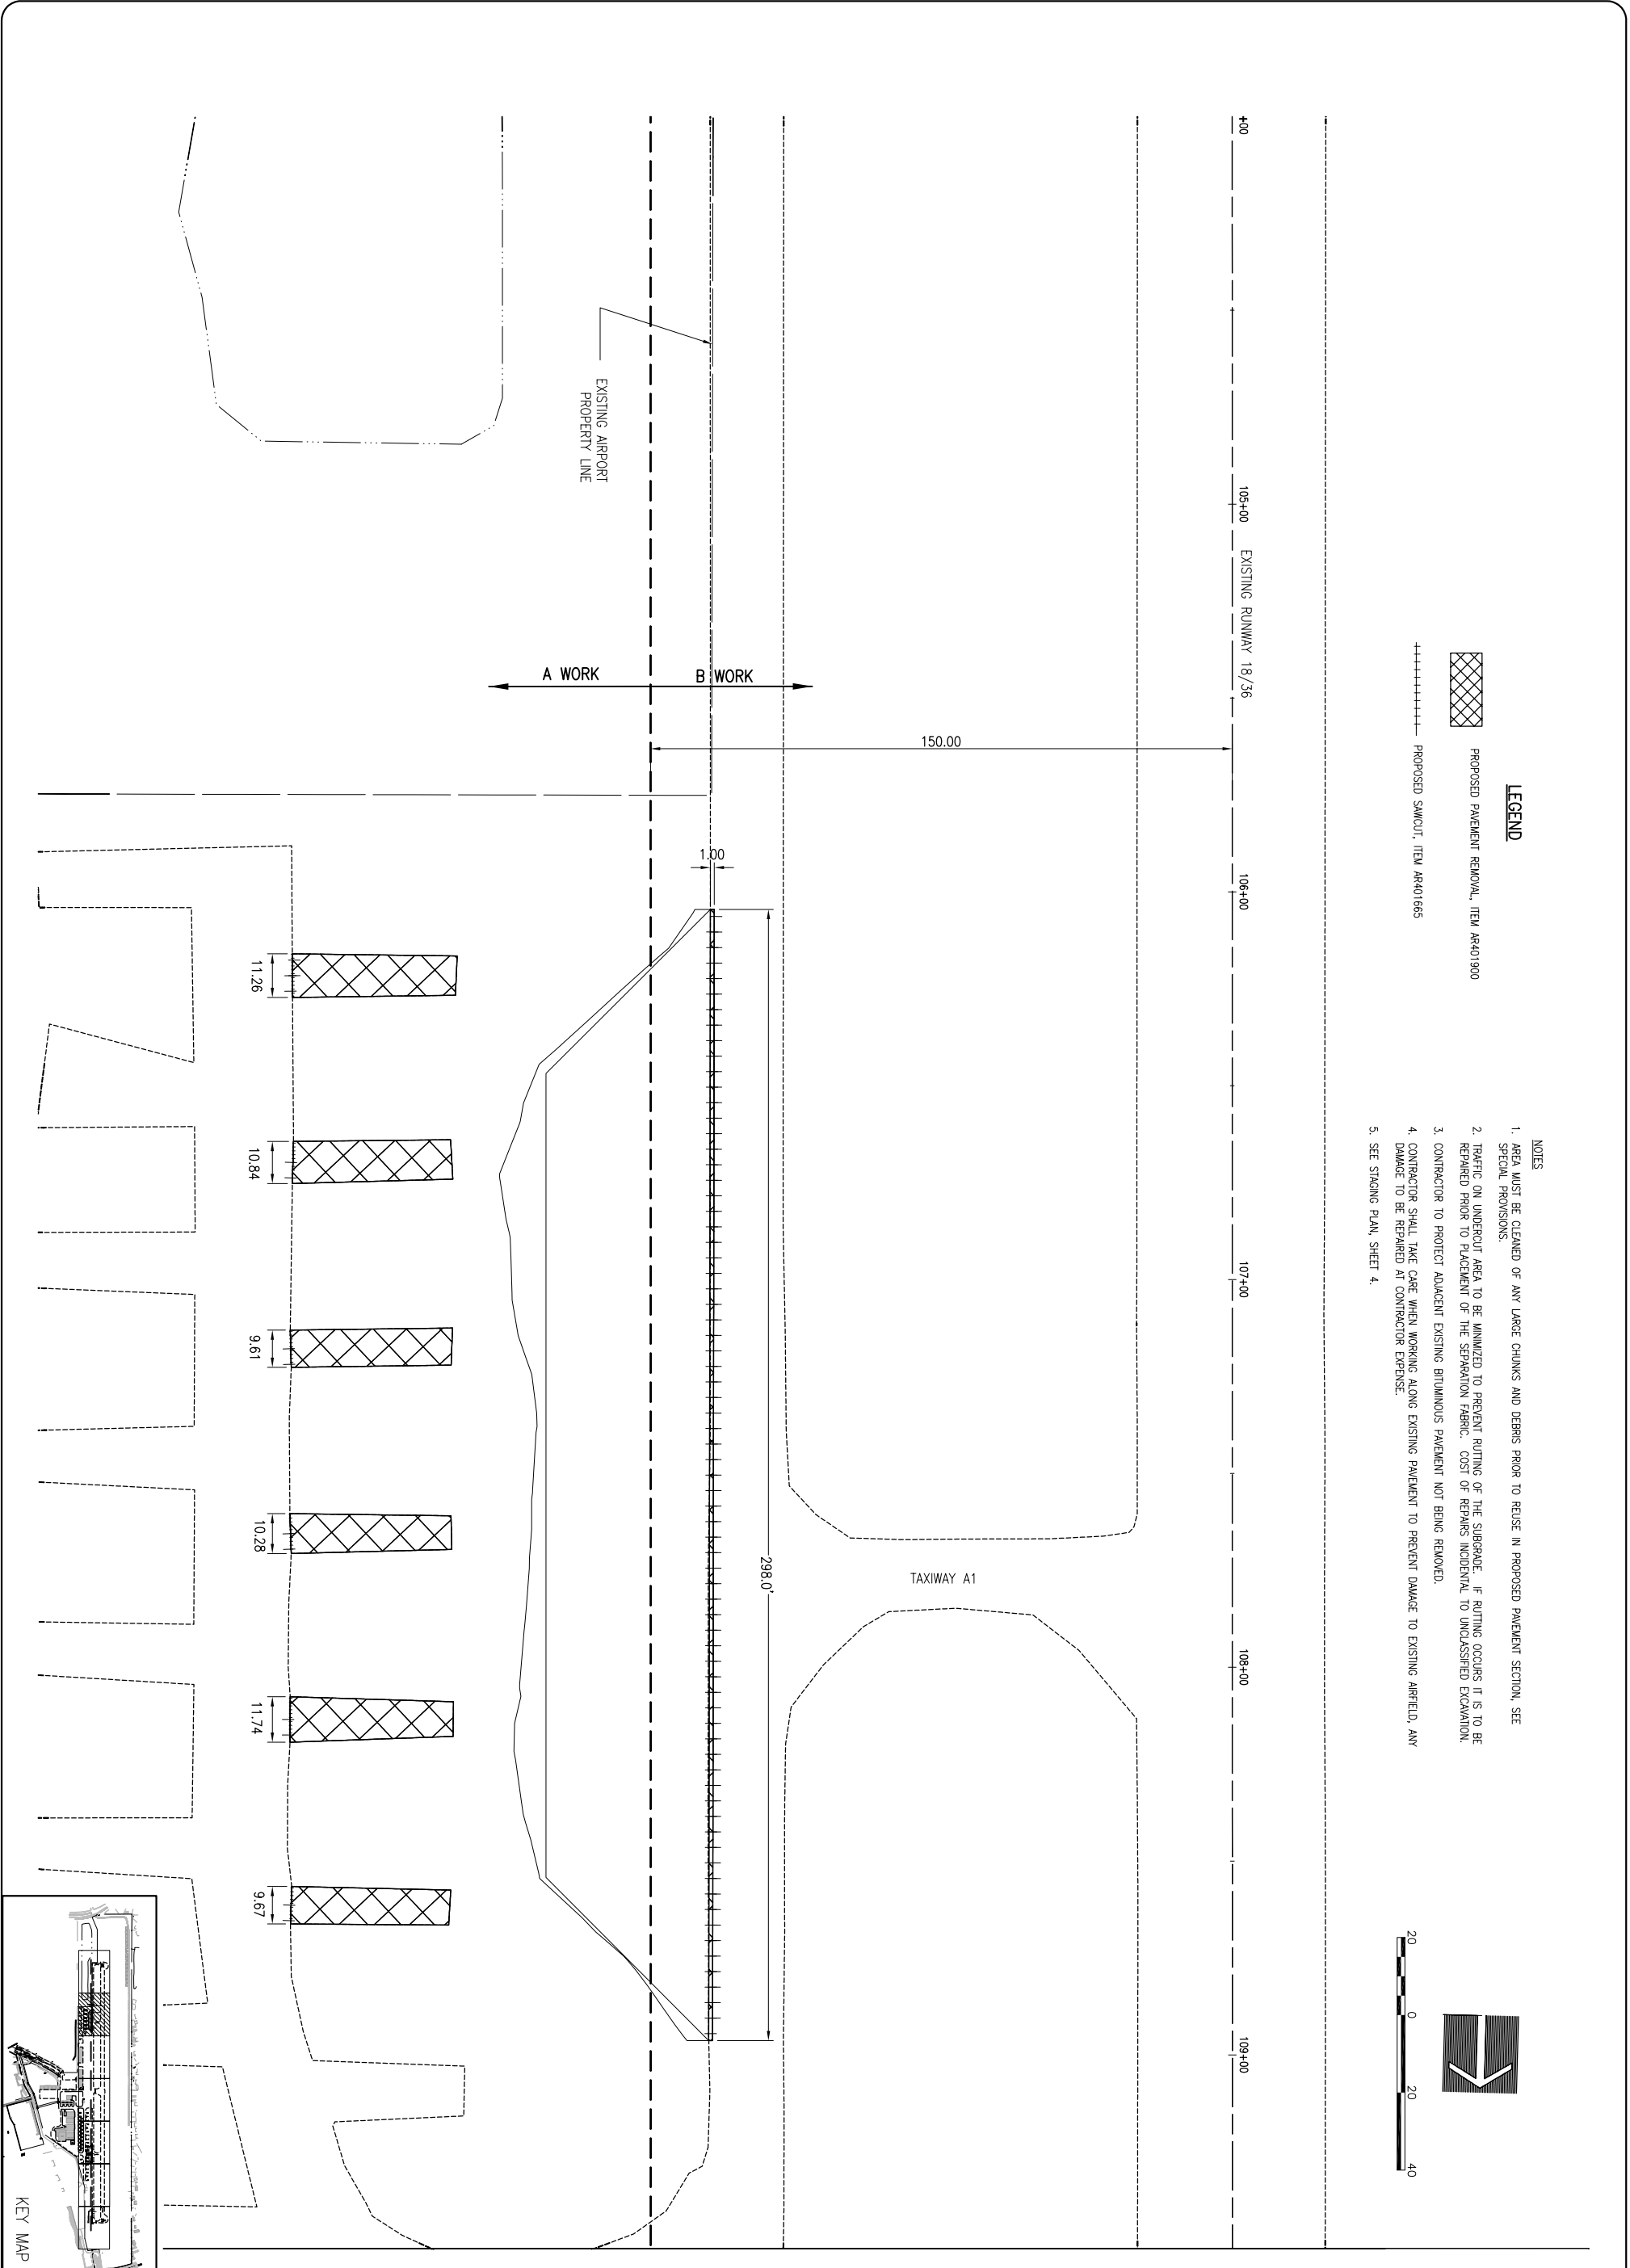 LEGEND
PROPOSED PAVEMENT REMOVAL, ITEM AR401900
PROPOSED SAWCUT, ITEM AR401665
NOTES
1. AREA MUST BE CLEANED OF ANY LARGE CHUNKS AND DEBRIS PRIOR TO REUSE IN PROPOSED PAVEMENT SECTION, SEE
SPECIAL PROVISIONS.
2. TRAFFIC ON UNDERCUT AREA TO BE MINIMIZED TO PREVENT RUTTING OF THE SUBGRADE. IF RUTTING OCCURS IT IS TO BE
REPAIRED PRIOR TO PLACEMENT OF THE SEPARATION FABRIC. COST OF REPAIRS INCIDENTAL TO UNCLASSIFIED EXCAVATION.
3. CONTRACTOR TO PROTECT ADJACENT EXISTING BITUMINOUS PAVEMENT NOT BEING REMOVED.
4. CONTRACTOR SHALL TAKE CARE WHEN WORKING ALONG EXISTING PAVEMENT TO PREVENT DAMAGE TO EXISTING AIRFIELD, ANY
DAMAGE TO BE REPAIRED AT CONTRACTOR EXPENSE.
5. SEE STAGING PLAN, SHEET 4.
20 0 20 40
+00
105+00
EXISTING RUNWAY 18/36
106+00
107+00
108+00
109+00
150.00
TAXIWAY A1
A WORK
B WORK
EXISTING AIRPORT
PROPERTY LINE
1.00
298.0'
11.26
10.84
9.61
10.28
11.74
9.67
KEY MAP